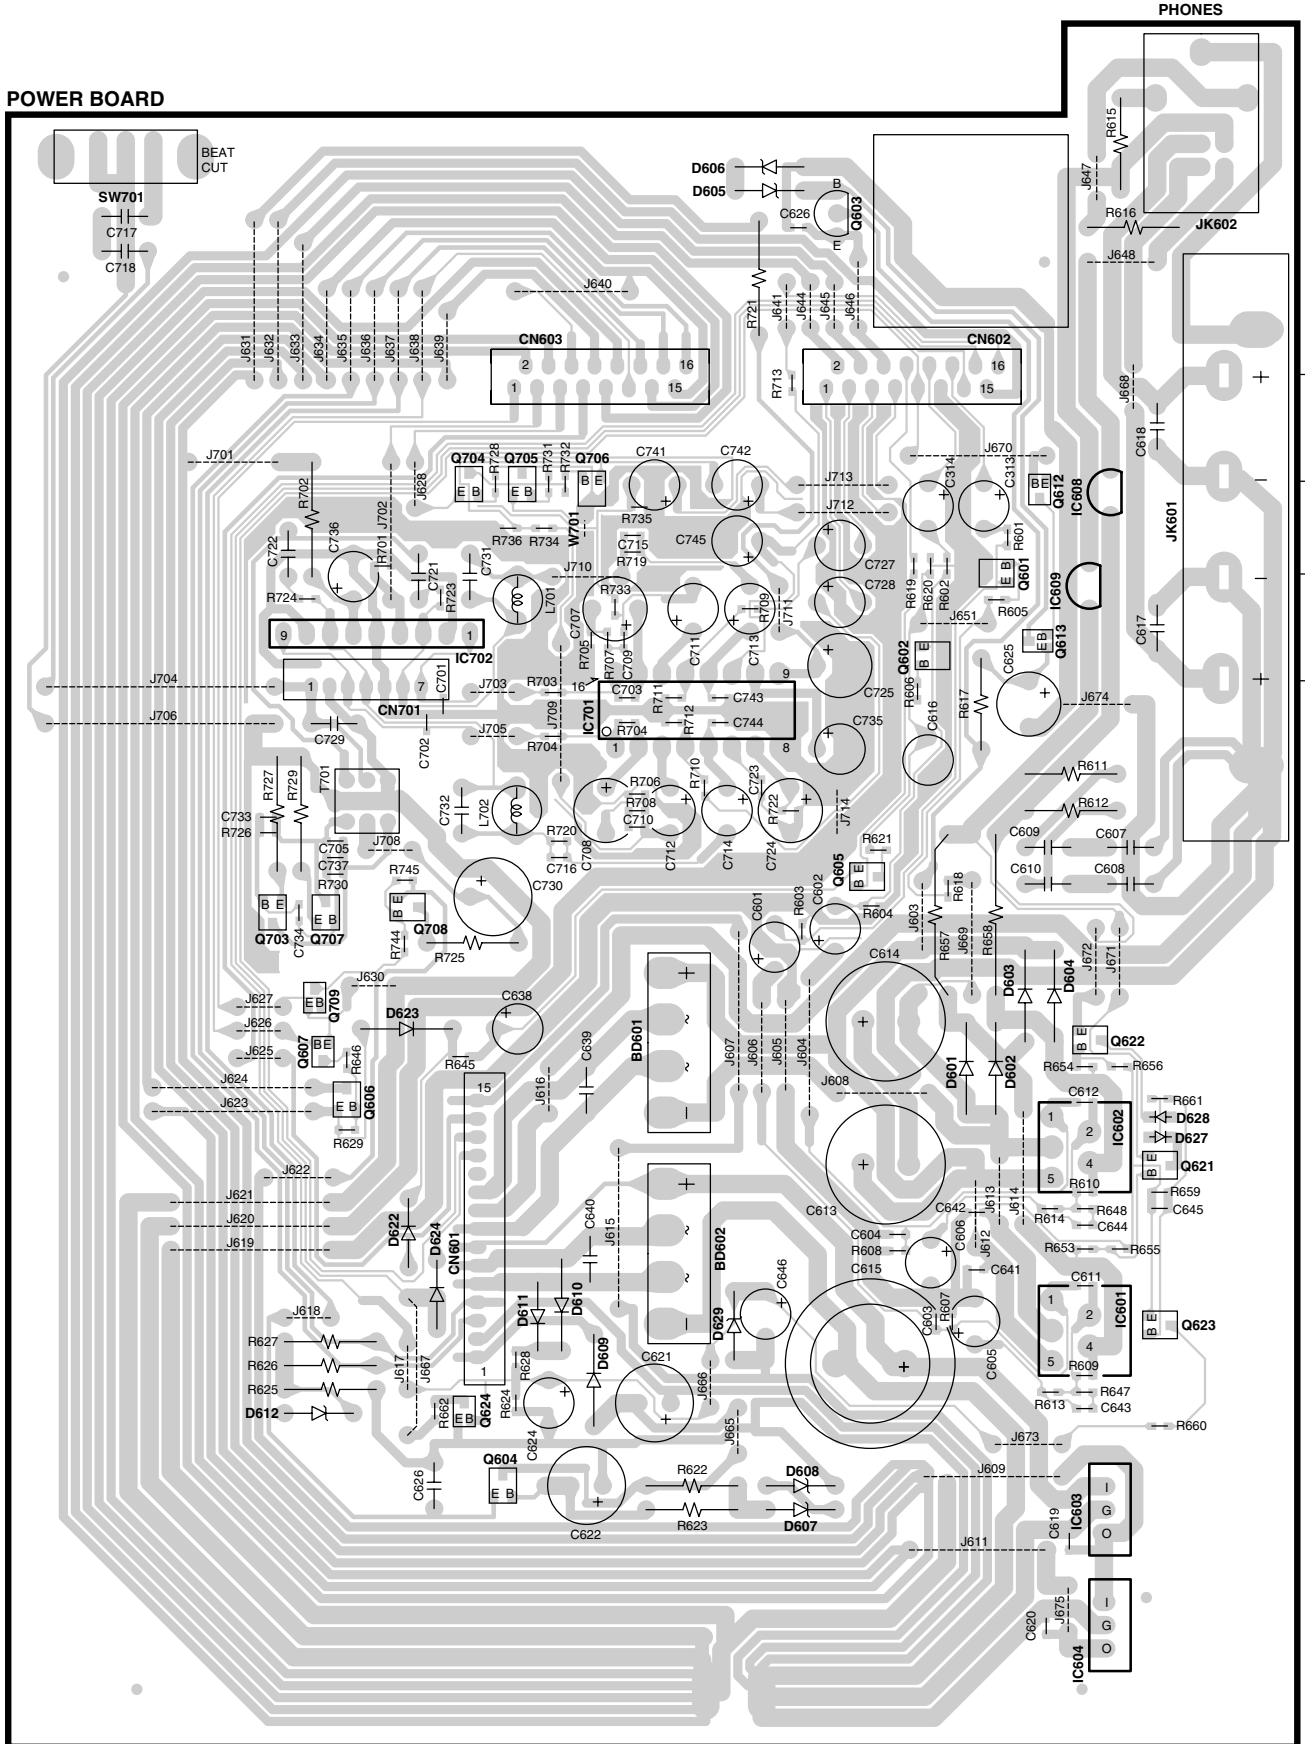 PHONES
POWER BOARD
BEAT
CUT
SW701
C717
C718
D606
D605
C626
B
E
Q603
R615
J647
R616
JK602
J648
J631
J632
J633
J634
J635
J636
J637
J638
J639
J640
R721
J641
J644
J645
J646
CN603
2
16
1
15
R713
CN602
2
16
1
15
J668
+
C618
J701
R702
J702
J628
Q704
E B
R728
Q705
E B
R731
R732
Q706
B E
C741
C742
J713
J712
J670
C314
C313
B E
Q612
IC608
−
JK601
C722
C736
R701
C721
C731
R723
R736
R734
W701
R735
C715
R719
C745
C727
C728
R601
R619
R620
R602
E B
Q601
R605
IC609
−
R724
L701
J710
R733
C707
R705
R707
C709
C711
C713
R709
J711
J651
Q602
B E
E B
Q613
C617
9
1
IC702
J704
1
7
CN701
C701
J703
R703
J709
16
IC701
C703
R711
C743
9
C725
R606
C616
R617
C625
J674
+
J706
C729
C702
J705
R704
R704
R712
C744
1
8
C735
R727
R729
T701
C733
R726
C705
C737
R730
J708
C732
L702
R706
R708
C710
R710
C723
R722
J714
R720
C716
C708
C712
C714
C724
R611
R612
C609
C607
C610
C608
R745
C730
Q605
B E
R621
R604
R618
B E
Q703
C734
E B
Q707
B E
Q708
R744
R725
C601
R603
C602
J603
R657
J669
R658
C614
D603
D604
J672
J671
J630
J627
J626
J625
E B
Q709
D623
C638
BD601
+
~
~
−
C639
J607
J606
J605
J604
B E
Q622
Q607
B E
R646
R645
J624
J623
E B
Q606
R629
15
J616
J608
D601
D602
R654
R656
C612
1
2
4
5
IC602
R661
D628
D627
B E
Q621
R610
R659
C645
J622
J621
J620
J619
D622
D624
CN601
C640
J615
BD602
+
~
~
−
C613
C642
J613
J614
C606
J612
R614
R648
C644
R653
R655
C604
R608
C615
C641
C646
C611
1
2
4
5
IC601
B E
Q623
J618
R627
R626
R625
D612
J617
J667
1
D611
D610
D609
C621
D629
C603
R607
C605
R609
R628
R624
J666
R662
E B
Q624
C624
J665
R647
R613
C643
R660
J673
Q604
E B
C626
C622
R622
R623
D608
D607
J609
J611
C619
IC603
I
G
O
C620
J675
IC604
I
G
O